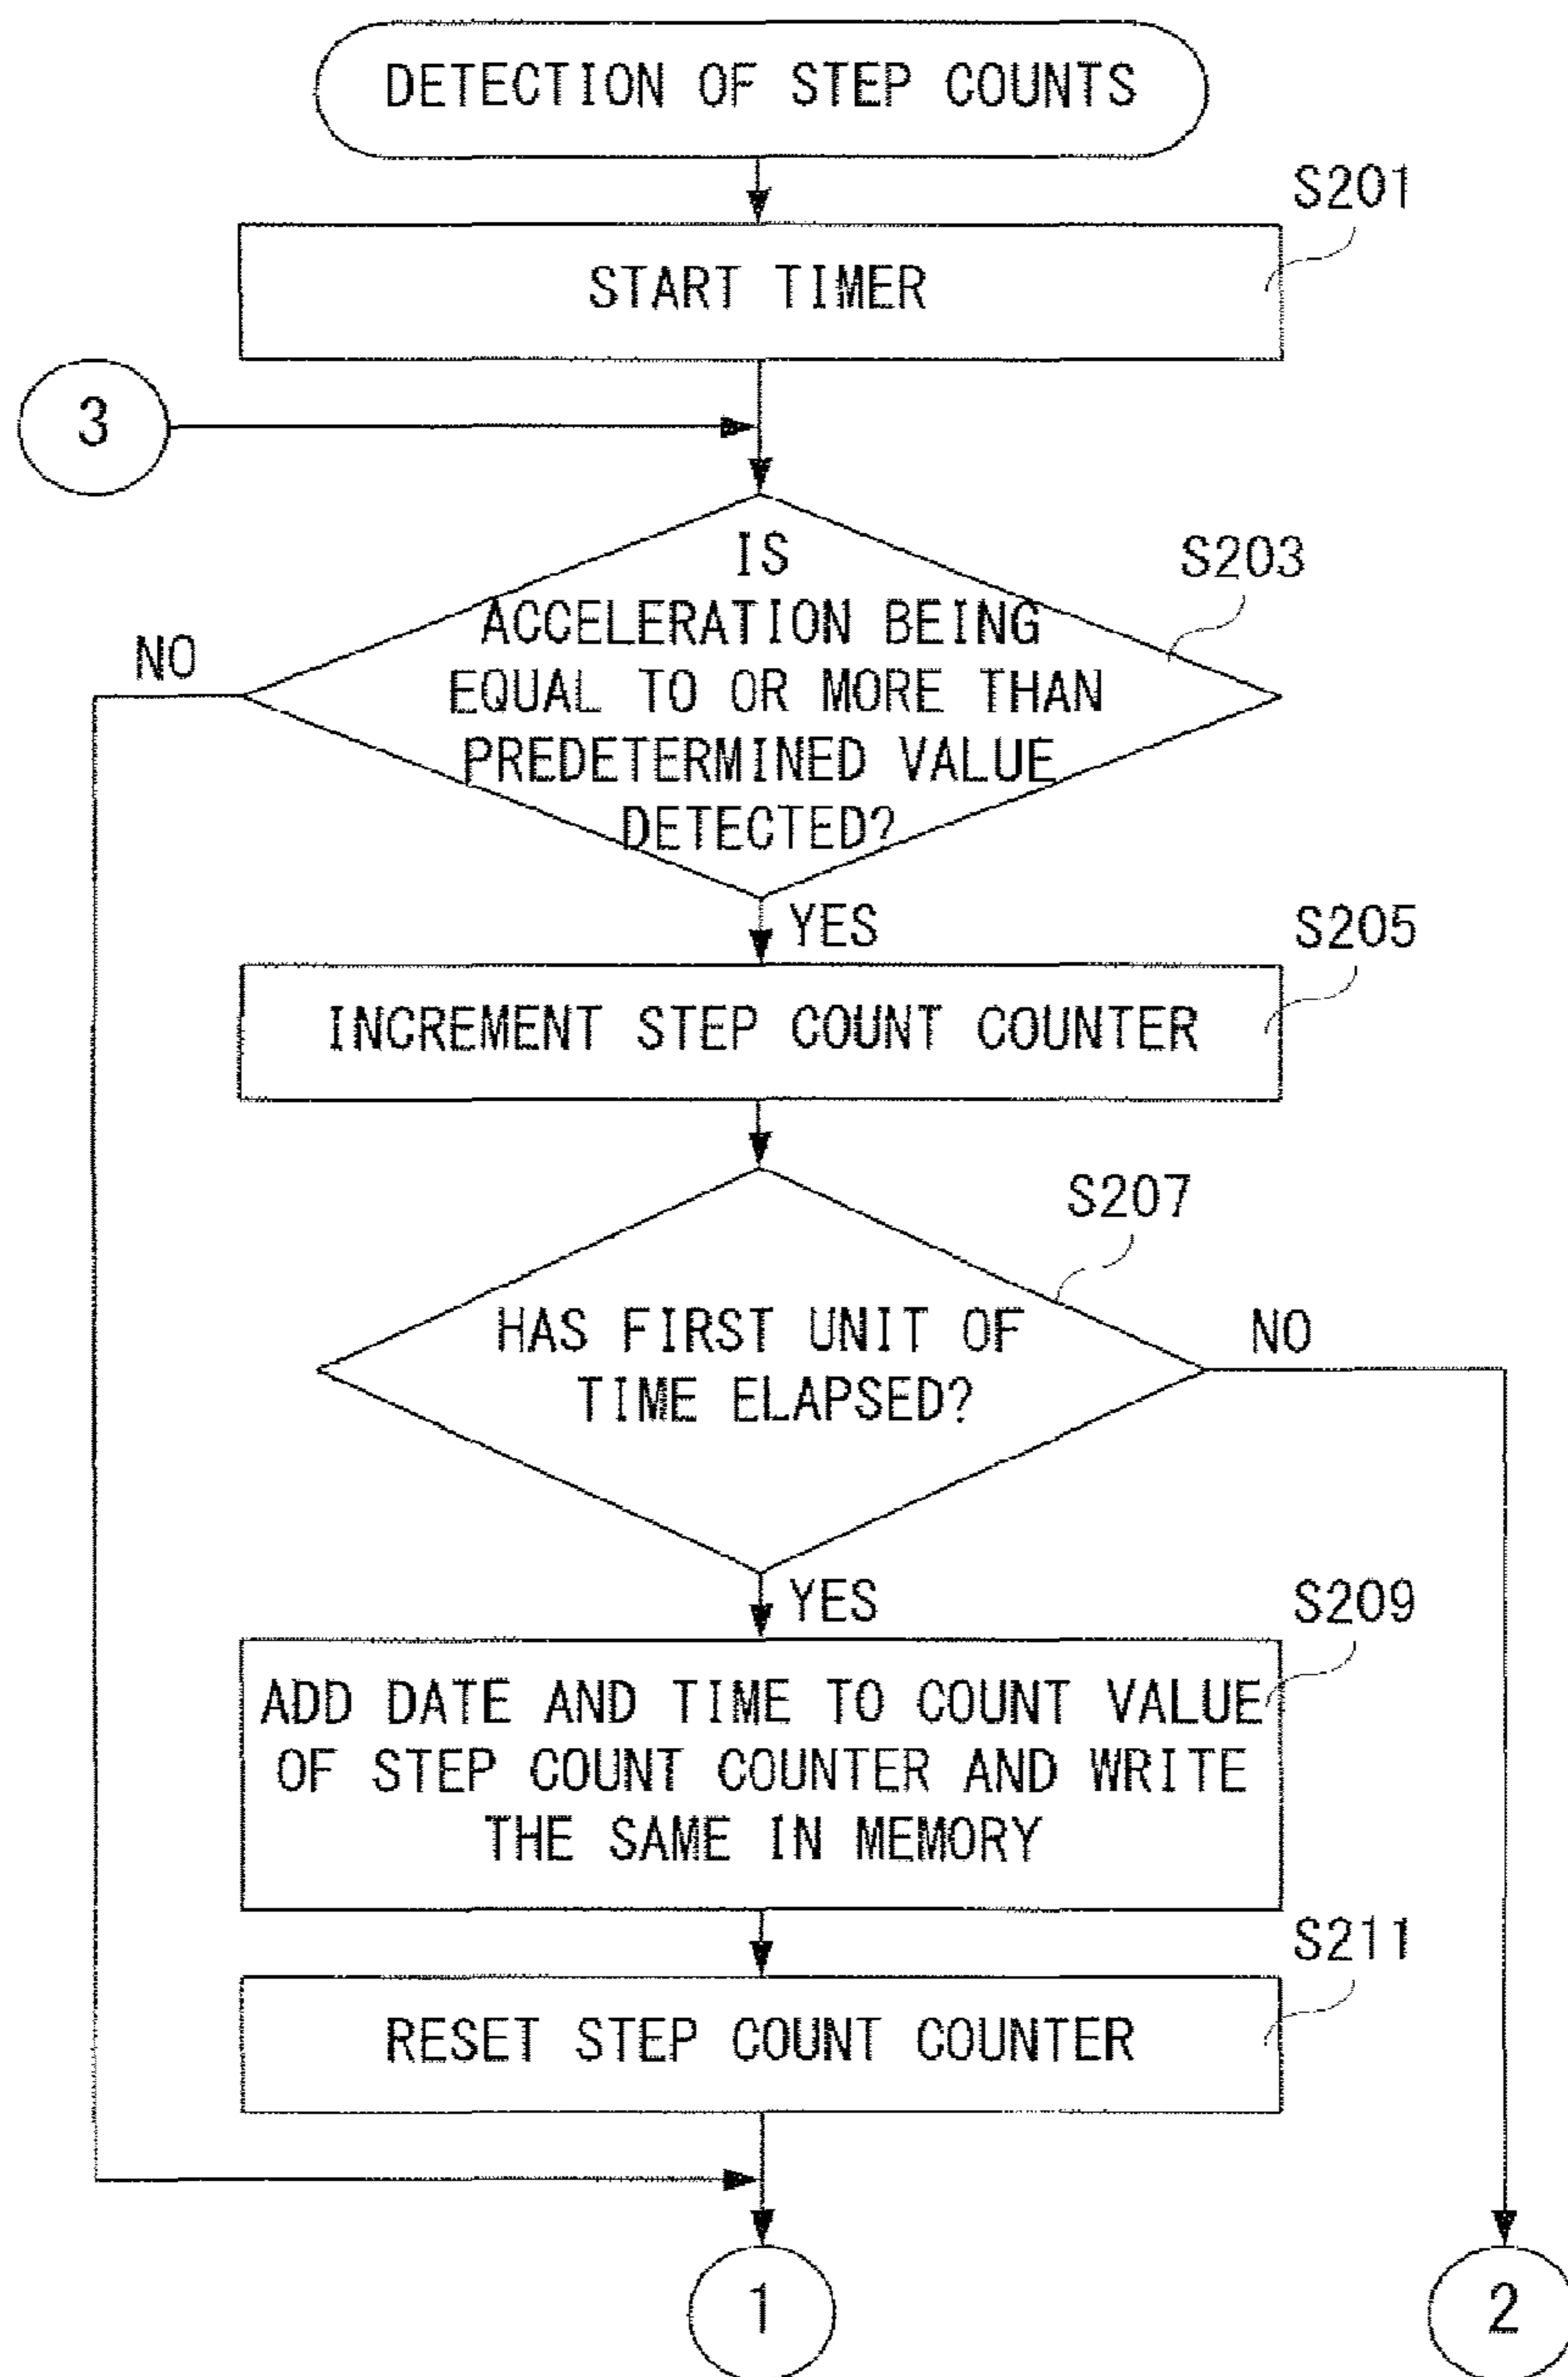 DETECTION OF STEP COUNTS
S201
START TIMER
3
IS
ACCELERATION BEING
EQUAL TO OR MORE THAN
PREDETERMINED VALUE
DETECTED?
S203
NO
YES
S205
INCREMENT STEP COUNT COUNTER
S207
HAS FIRST UNIT OF
TIME ELAPSED?
NO
YES
S209
ADD DATE AND TIME TO COUNT VALUE
OF STEP COUNT COUNTER AND WRITE
THE SAME IN MEMORY
S211
RESET STEP COUNT COUNTER
1
2